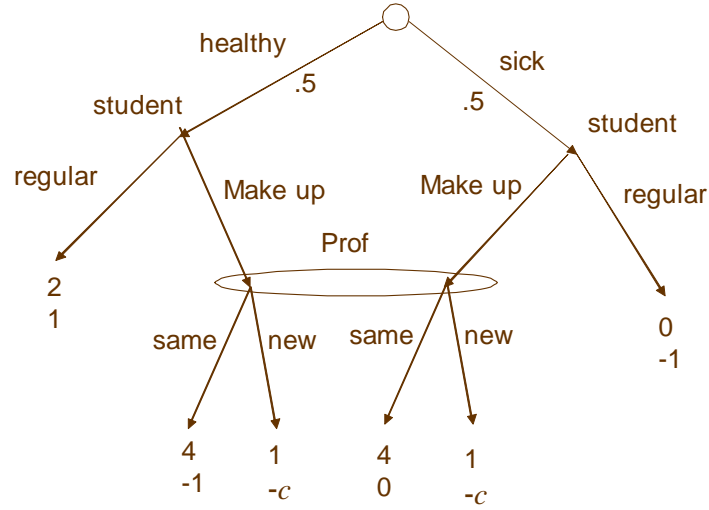 healthy
sick
.5
.5
student
student
regular
Make up
Make up
regular
Prof
same
new
same
new
2
1
0
-1
4
-1
1
-c
4
0
1
-c